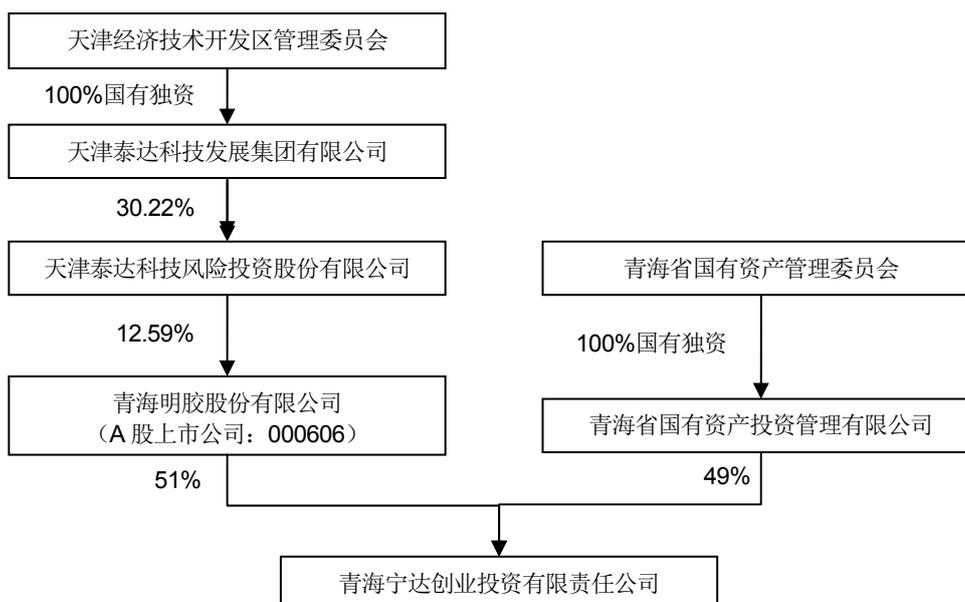 天津经济技术开发区管理委员会
100%国有独资
天津泰达科技发展集团有限公司
30.22%
天津泰达科技风险投资股份有限公司
青海省国有资产管理委员会
12.59%
100%国有独资
青海明胶股份有限公司
（A 股上市公司：000606）
青海省国有资产投资管理有限公司
51%
49%
青海宁达创业投资有限责任公司